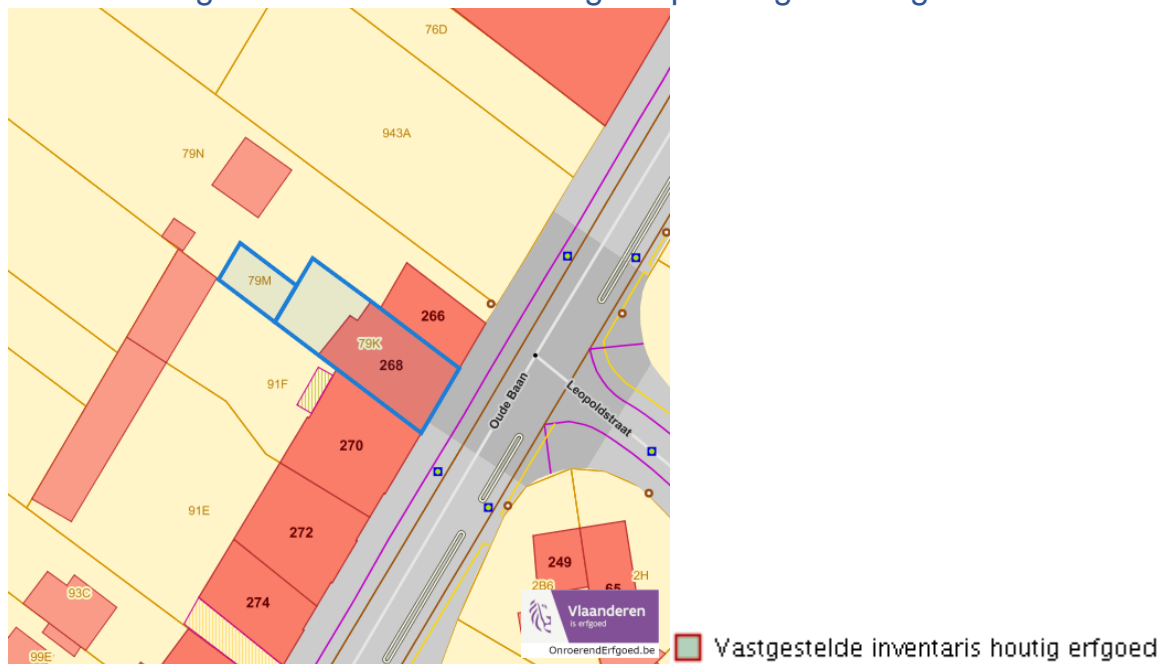 76D
943A
79N
79M
266
79K
268
91F
Oude Baan
Leopoldstraat
270
91E
272
249
2H
2B6
65
93C
274
99E
Vlaanderen
is erfgoed
OnroerendErfgoed.be
Vastgestelde inventaris houtig erfgoed